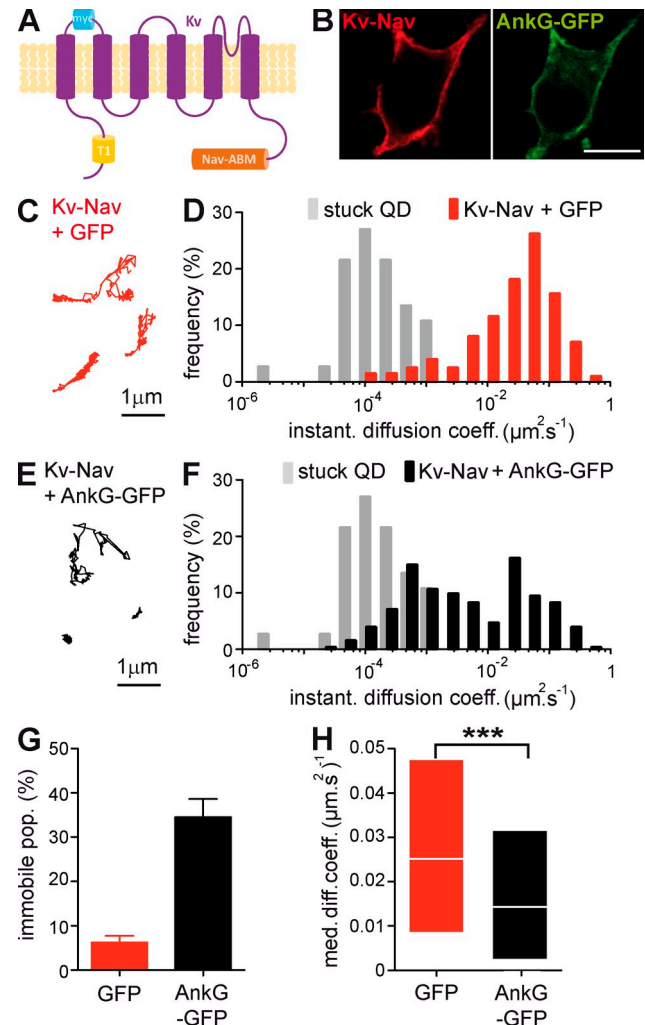 A
myc
Kv
T1
Nav-ABM
B
Kv-Nav
AnkG-GFP
C
Kv-Nav
+ GFP
1μm
D
stuck QD
Kv-Nav + GFP
frequency (%)
30
20
10
0
10-6
10-4
10-2
1
instant. diffusion coeff. (μm2s-1)
E
Kv-Nav
+ AnkG-GFP
1μm
F
stuck QD
Kv-Nav + AnkG-GFP
frequency (%)
30
20
10
0
10-6
10-4
10-2
1
instant. diffusion coeff. (μm2s-1)
G
immobile pop. (%)
50
40
30
20
10
0
GFP
AnkG
-GFP
H
***
med. diff. coeff. (μm.s2)-1
0.05
0.04
0.03
0.02
0.01
0
GFP
AnkG
-GFP